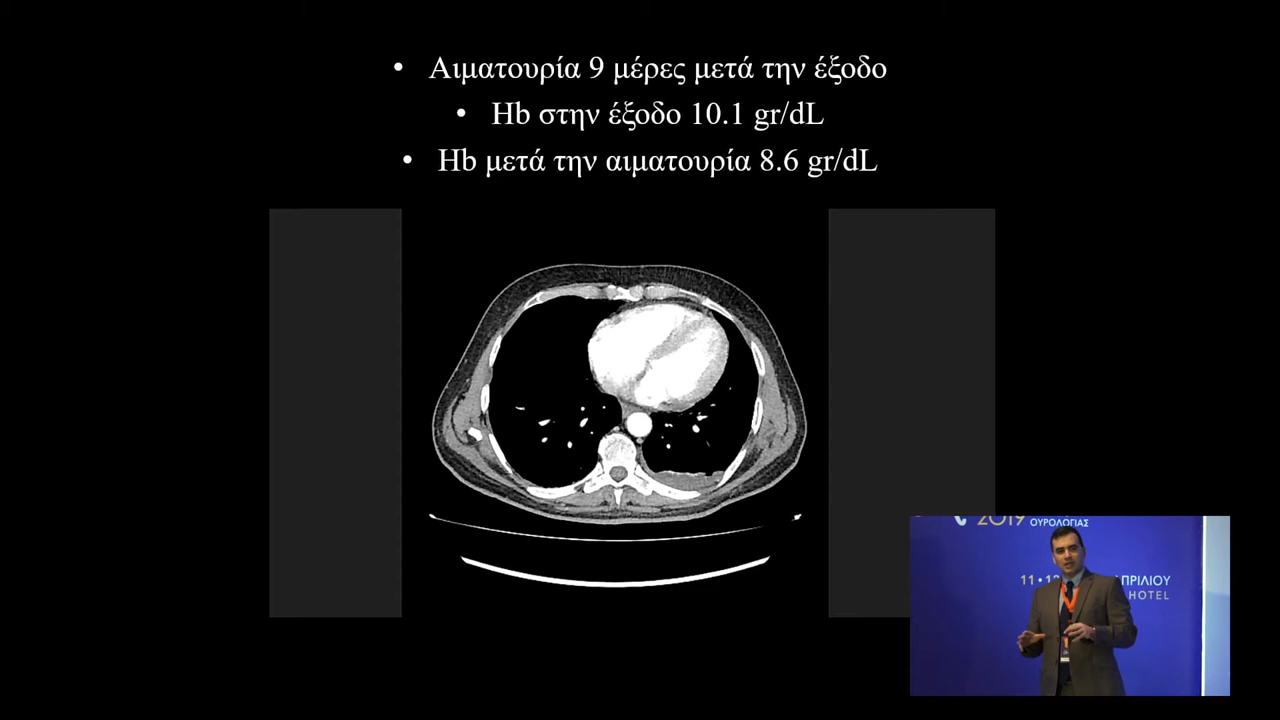 • Αιματουρία 9 μέρες μετά την έξοδο
• Hb στην έξοδο 10.1 gr/dL
• Hb μετά την αιματουρία 8.6 gr/dL
2019
ΟΥΡΟΛΟΓΙΑΣ
11 •
HOTEL